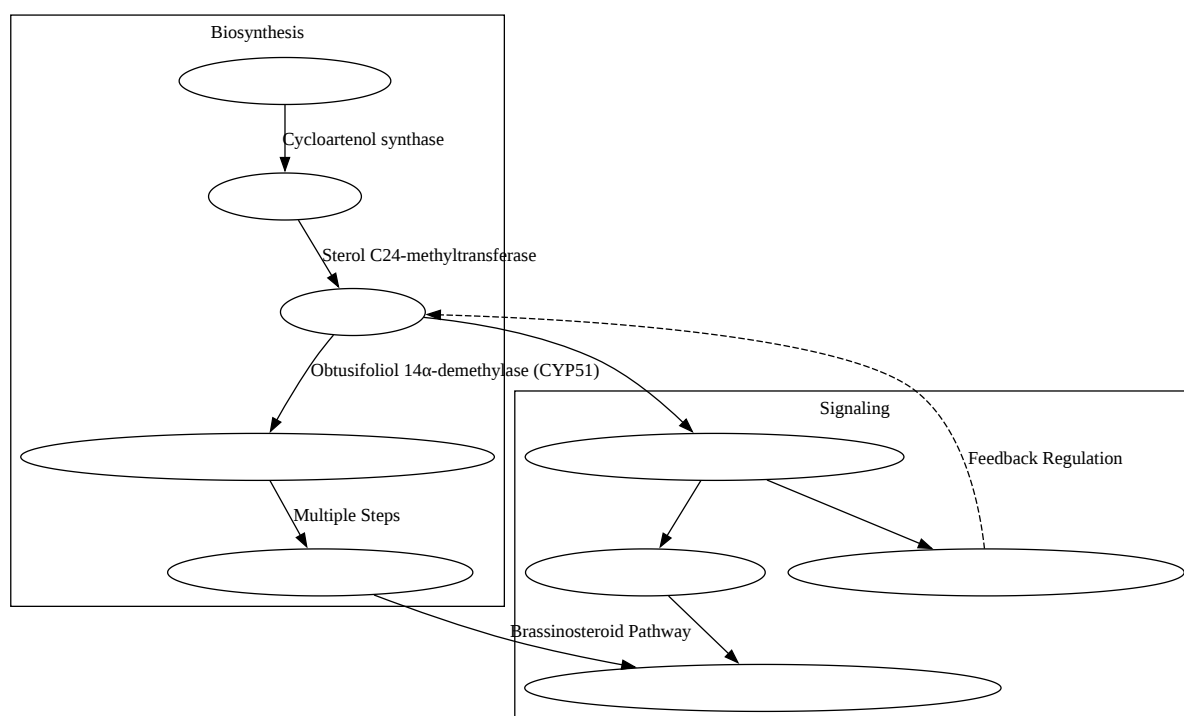 Biosynthesis
Cycloartenol synthase
Sterol C24-methyltransferase
Obtusifoliol 14α-demethylase (CYP51)
Signaling
Feedback Regulation
Multiple Steps
Brassinosteroid Pathway